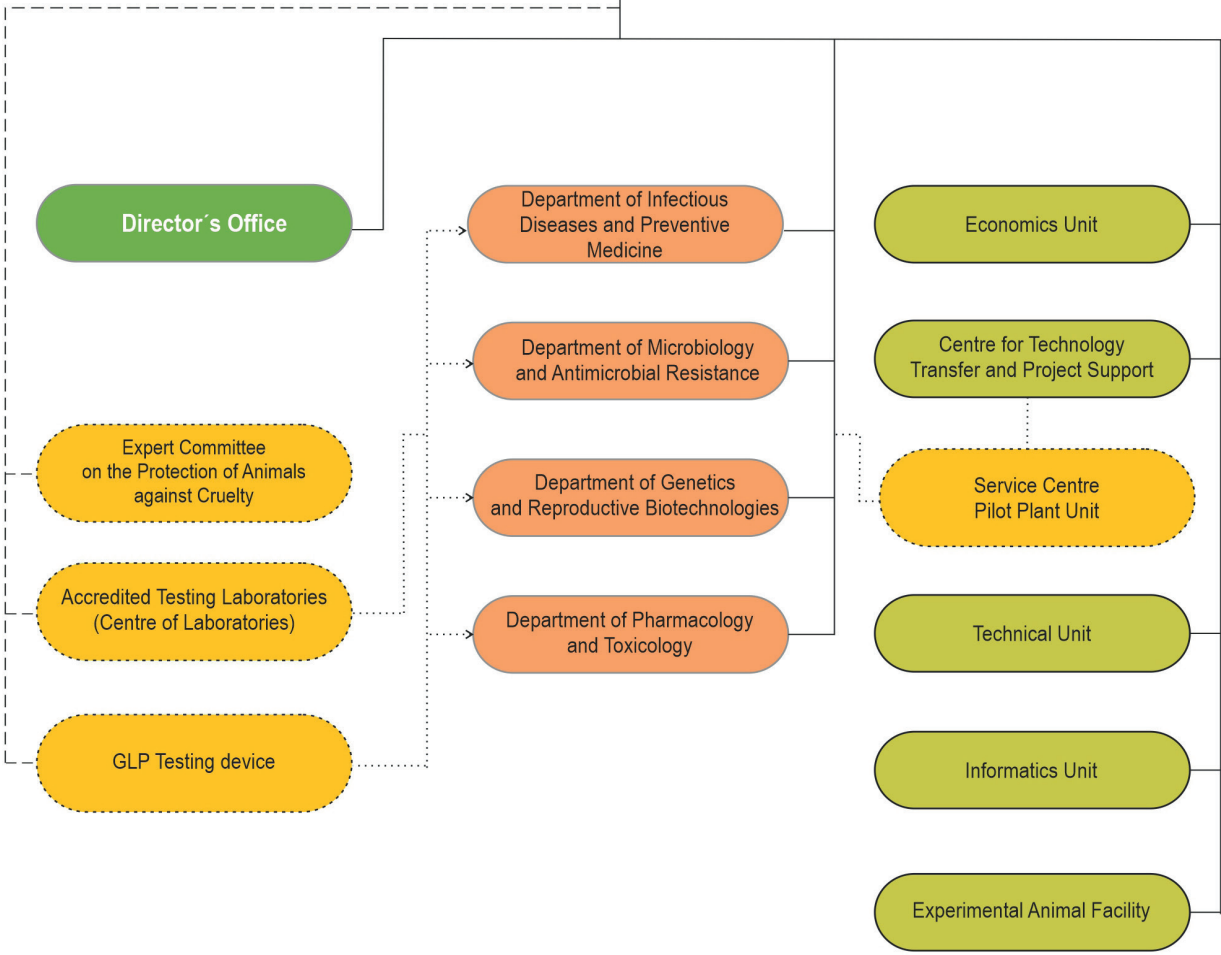 Director´s Office
Expert Committee
on the Protection of Animals
against Cruelty
Accredited Testing Laboratories
(Centre of Laboratories)
GLP Testing device
Department of Infectious
Diseases and Preventive
Medicine
Department of Microbiology
and Antimicrobial Resistance
Department of Genetics
and Reproductive Biotechnologies
Department of Pharmacology
and Toxicology
Economics Unit
Centre for Technology
Transfer and Project Support
Service Centre
Pilot Plant Unit
Technical Unit
Informatics Unit
Experimental Animal Facility